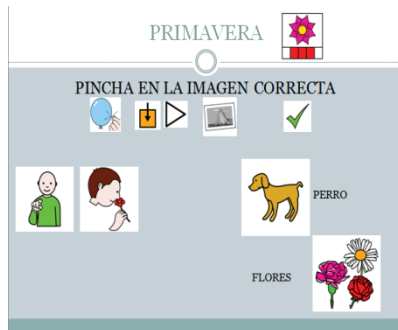 PRIMAVERA
PINCHA EN LA IMAGEN CORRECTA
PERRO
FLORES